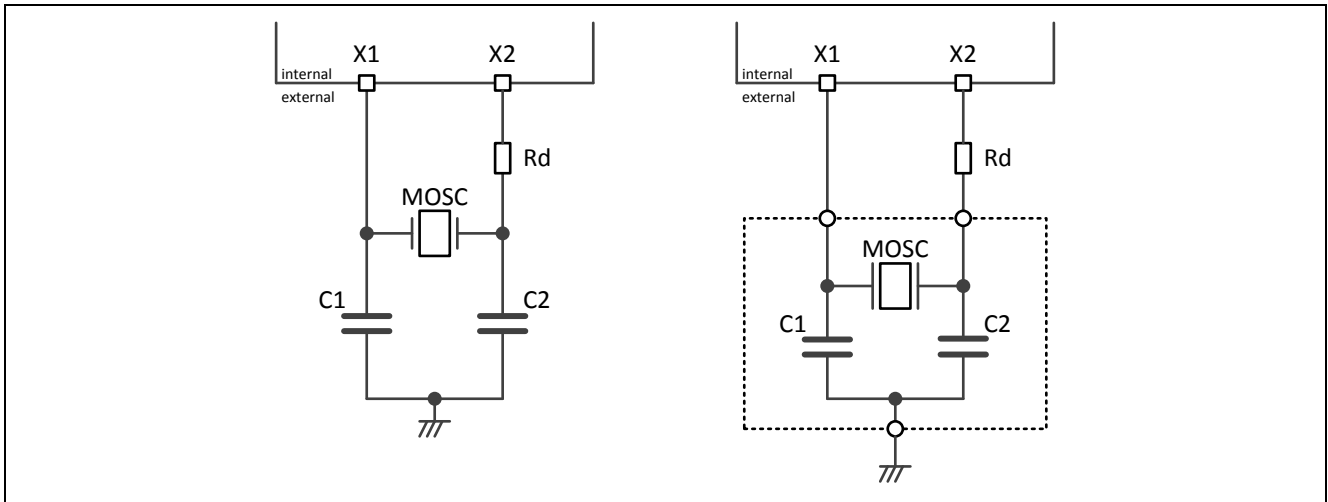 X1 X2
internal
external
Rd
MOSC
C1 C2
X1 X2
internal
external
Rd
MOSC
C1 C2